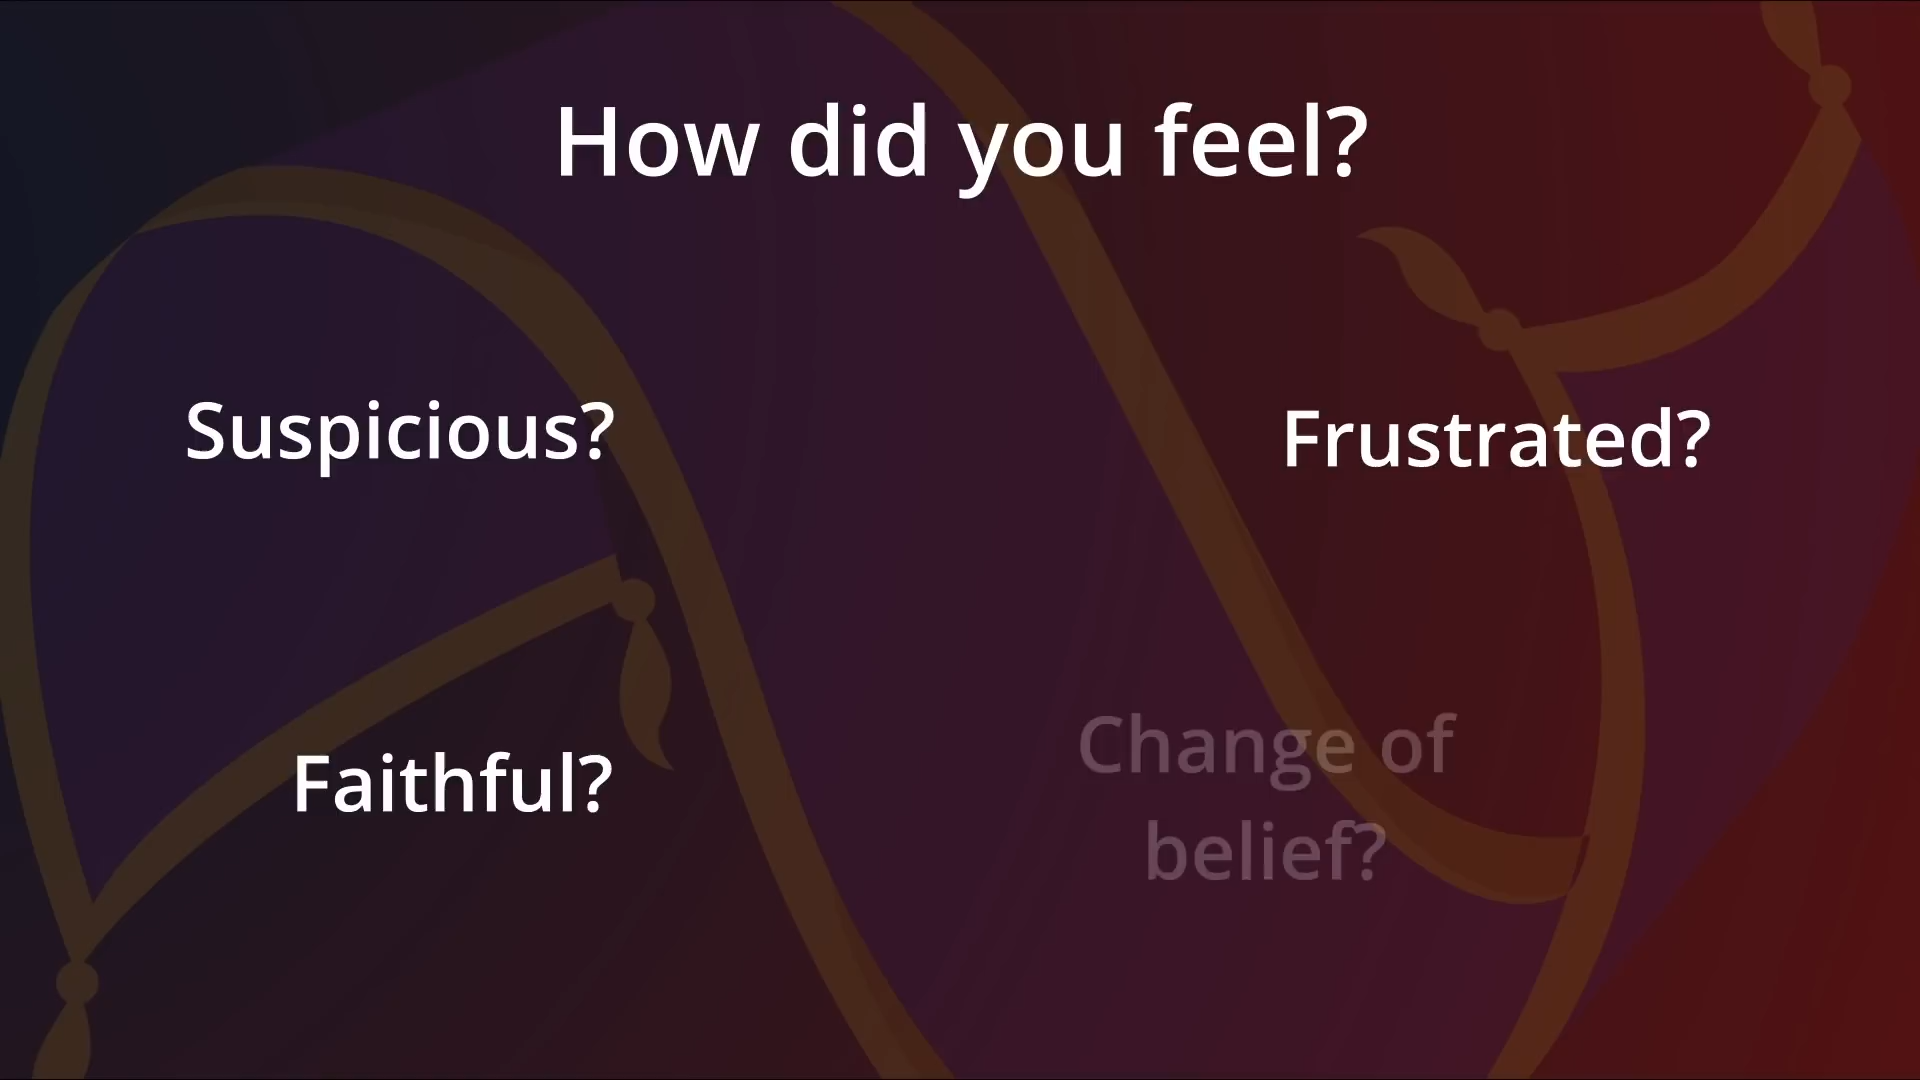 How did you feel?
Suspicious?
Frustrated?
Faithful?
Change of
belief?